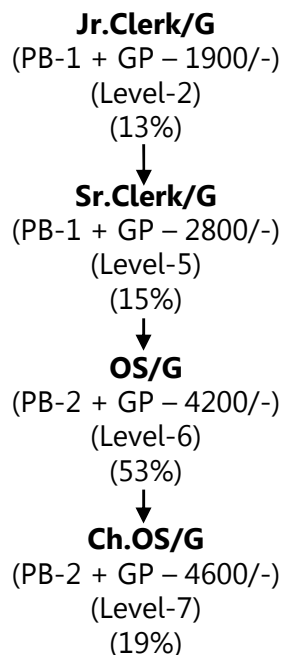 Jr.Clerk/G
(PB-1 + GP – 1900/-)
(Level-2)
(13%)
Sr.Clerk/G
(PB-1 + GP – 2800/-)
(Level-5)
(15%)
OS/G
(PB-2 + GP – 4200/-)
(Level-6)
(53%)
Ch.OS/G
(PB-2 + GP – 4600/-)
(Level-7)
(19%)